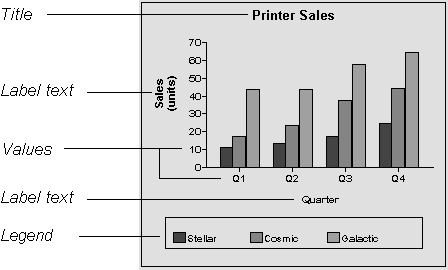 Title
Printer Sales
Label text
Sales
(units)
70
60
50
40
30
20
10
0
Values
Q1 Q2 Q3 Q4
Label text
Quarter
Legend
Stellar Cosmic Galactic